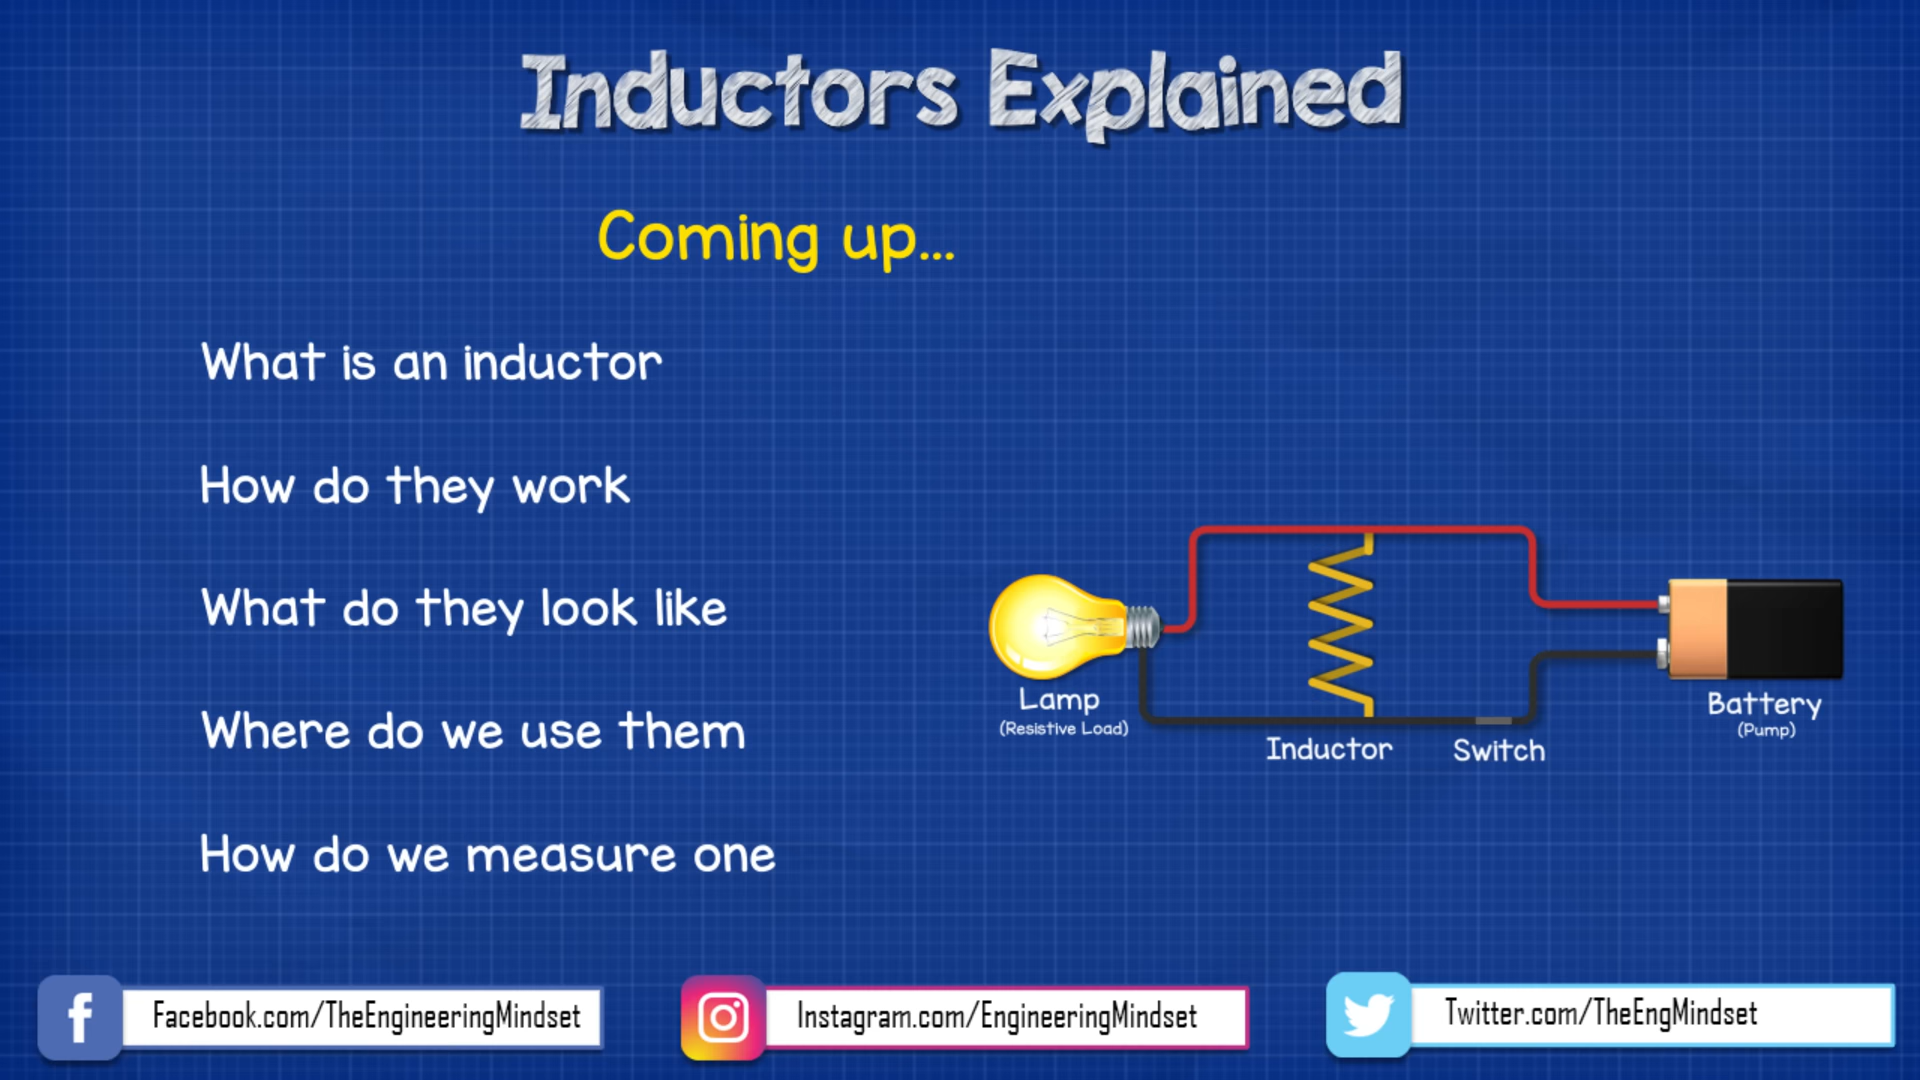 Inductors Explained
Coming up...
What is an inductor
How do they work
What do they look like
Where do we use them
How do we measure one
Lamp
(Resistive Load)
Inductor
Switch
Battery
(Pump)
Facebook.com/TheEngineeringMindset
Instagram.com/EngineeringMindset
Twitter.com/TheEngMindset